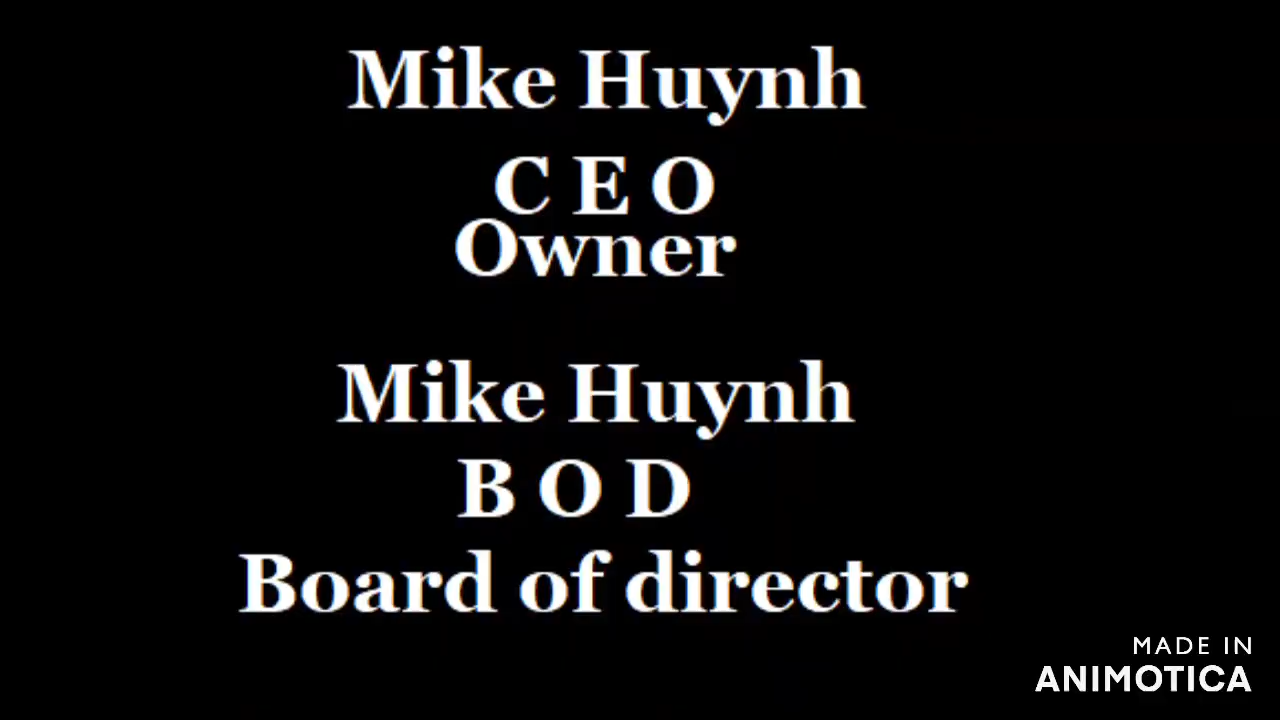 Mike Huynh
C E O
Owner
Mike Huynh
B O D
Board of director
MADE IN
ANIMOTICA